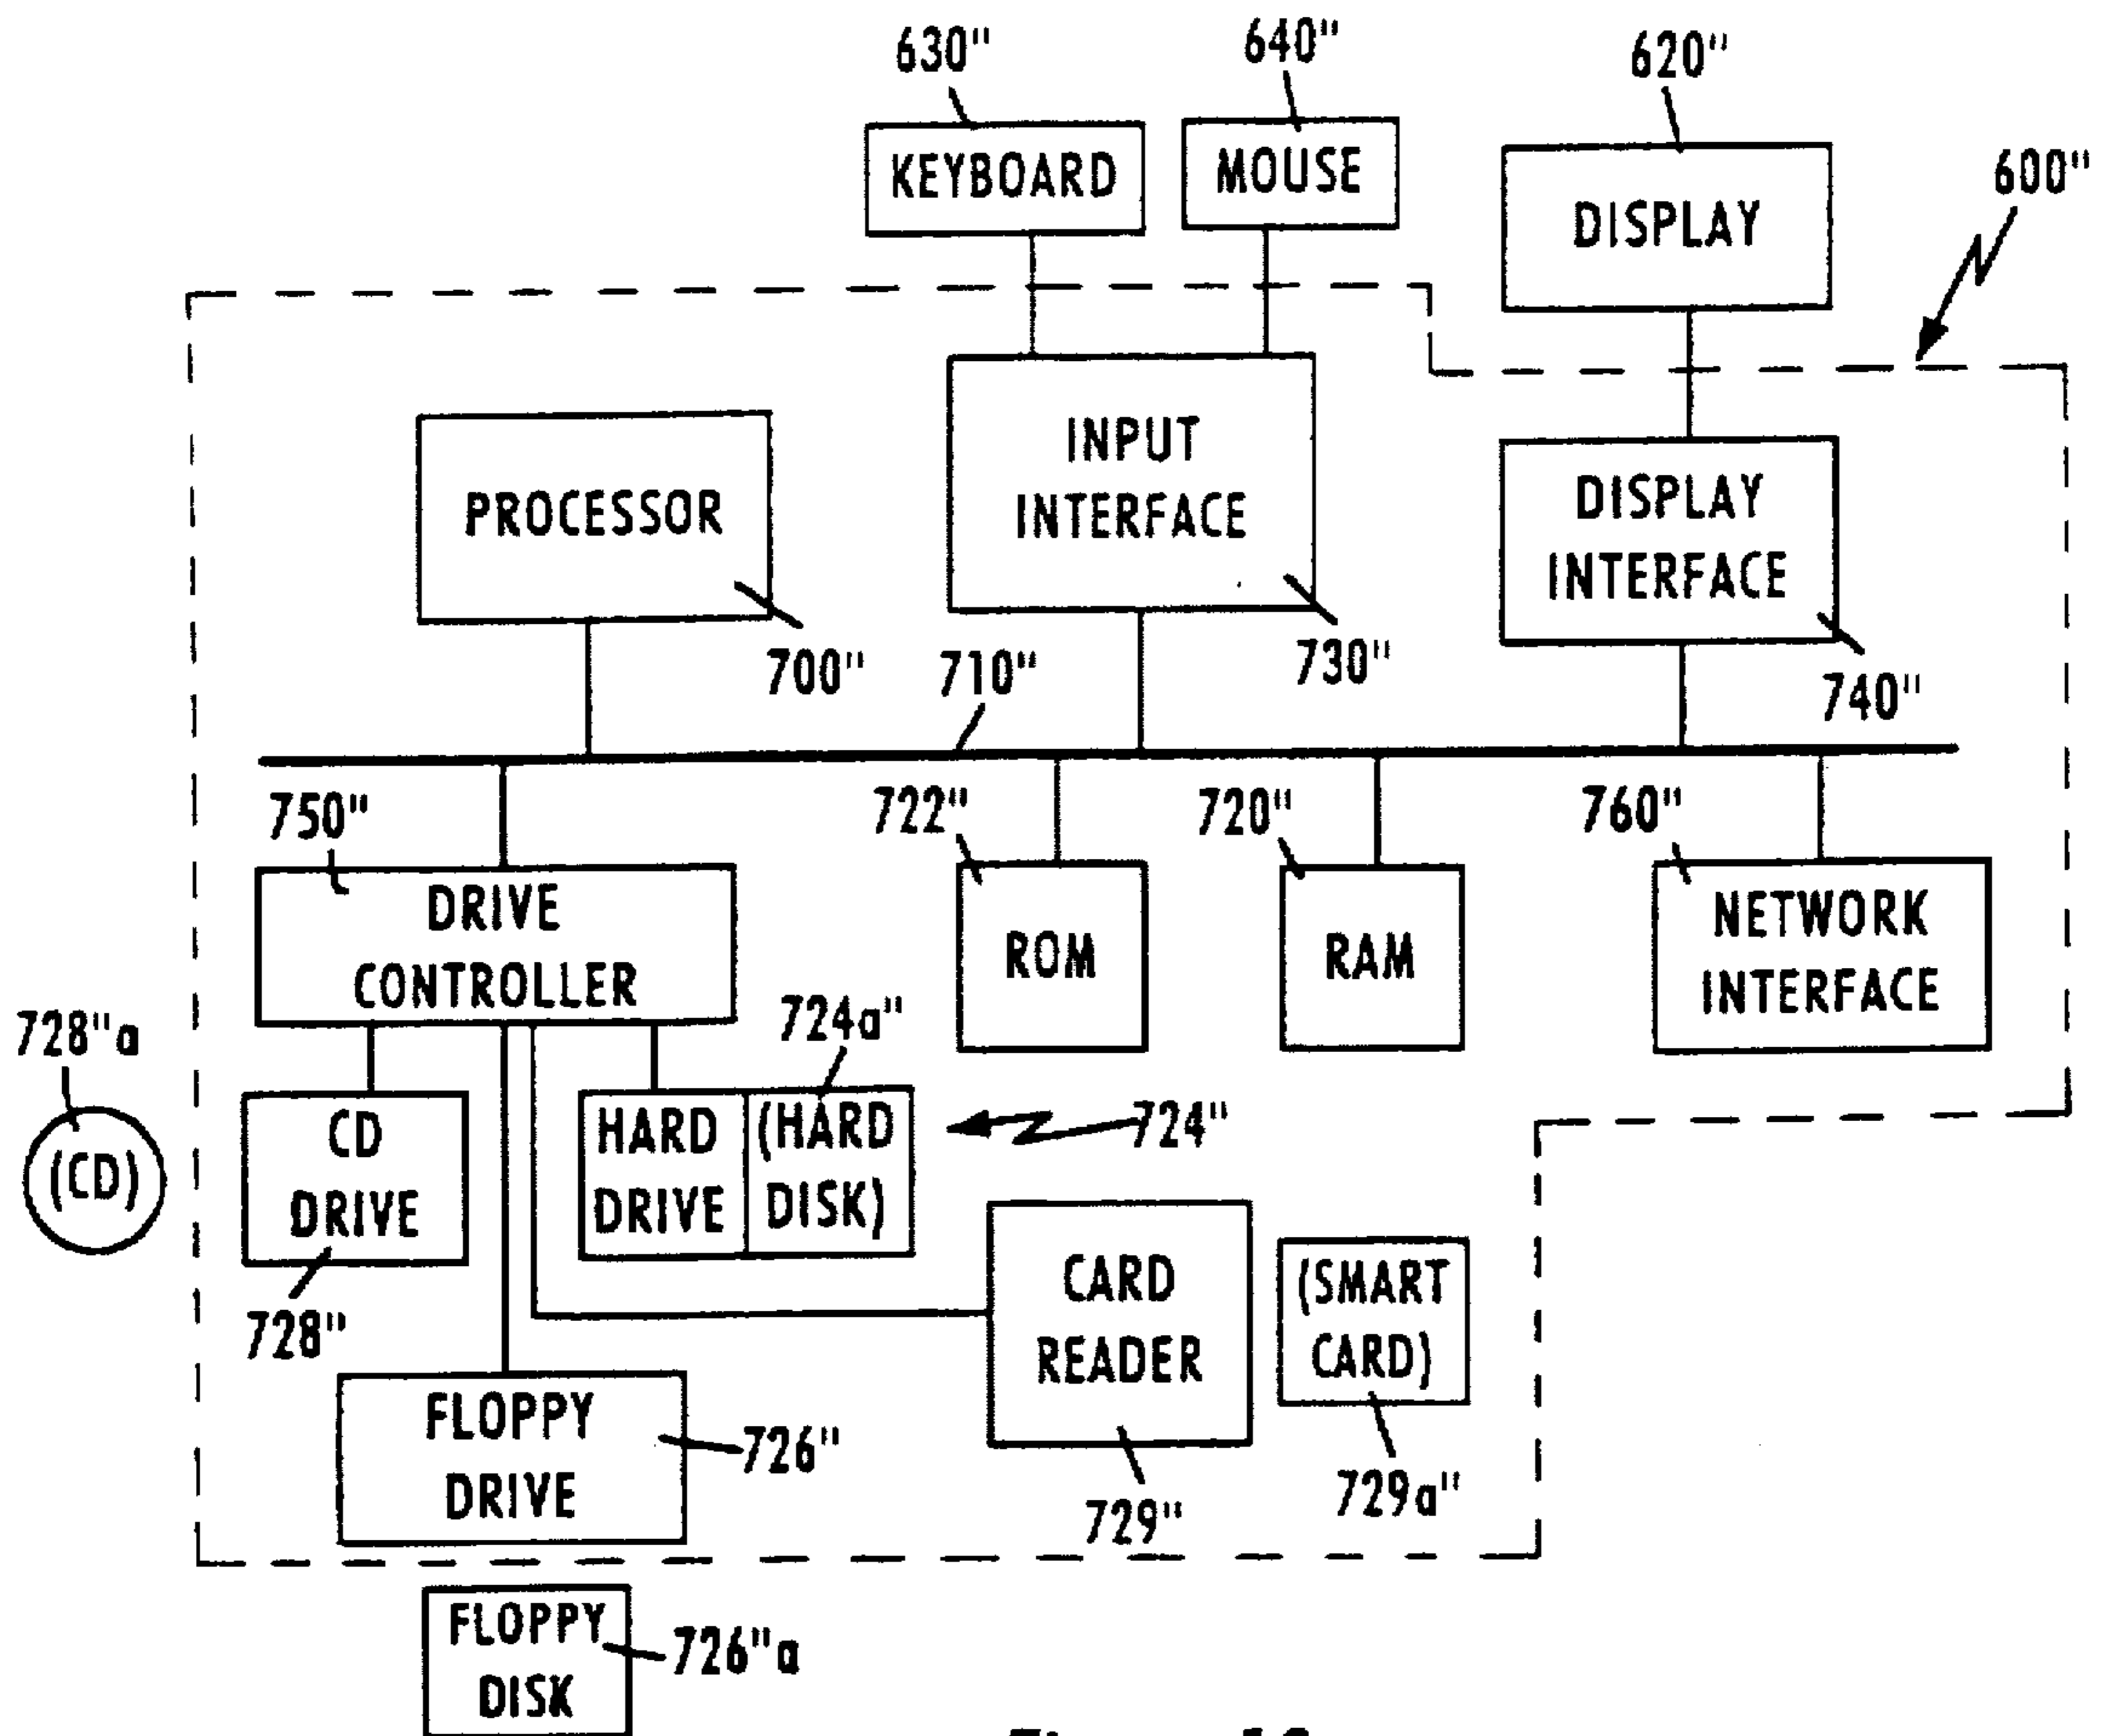 630"
640"
620"
600"
KEYBOARD
MOUSE
DISPLAY
PROCESSOR
INPUT
INTERFACE
DISPLAY
INTERFACE
700"
710"
730"
740"
750"
722"
720"
760"
DRIVE
CONTROLLER
ROM
RAM
NETWORK
INTERFACE
728"a
(CD)
724a"
CD
DRIVE
HARD
DRIVE
(HARD
DISK)
724"
728"
CARD
READER
(SMART
CARD)
FLOPPY
DRIVE
726"
729"
729a"
FLOPPY
DISK
726"a